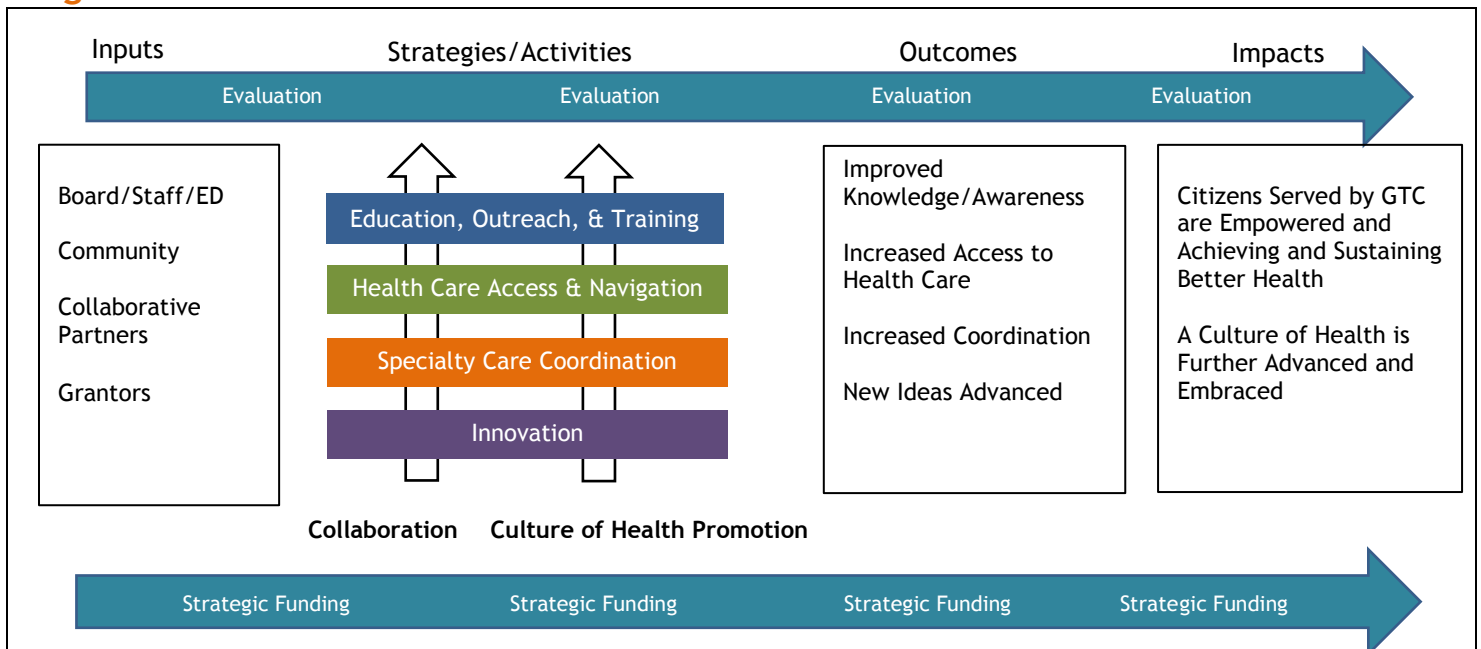 Inputs
Strategies/Activities
Outcomes
Impacts
Evaluation
Evaluation
Evaluation
Evaluation
Board/Staff/ED
Community
Collaborative
Partners
Grantors
Education, Outreach, & Training
Health Care Access & Navigation
Specialty Care Coordination
Innovation
Collaboration
Culture of Health Promotion
Improved
Knowledge/Awareness
Increased Access to
Health Care
Increased Coordination
New Ideas Advanced
Citizens Served by GTC
are Empowered and
Achieving and Sustaining
Better Health
A Culture of Health is
Further Advanced and
Embraced
Strategic Funding
Strategic Funding
Strategic Funding
Strategic Funding